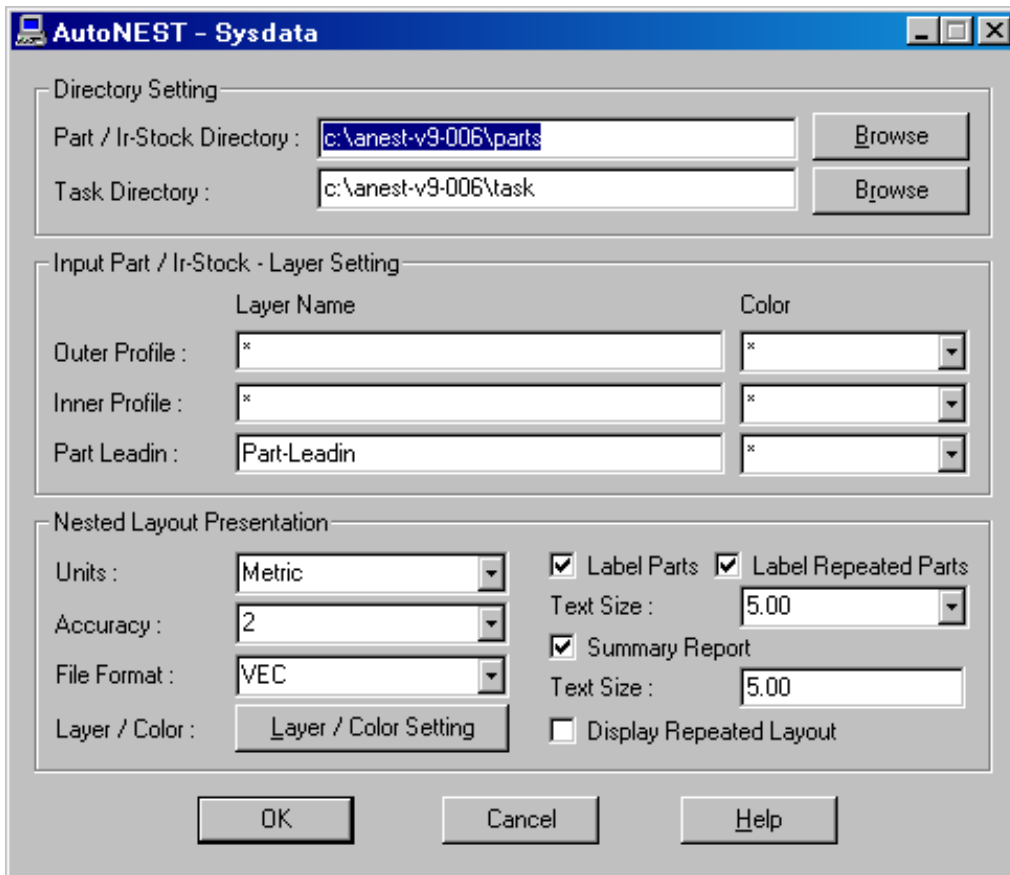 AutoNEST - Sysdata
Directory Setting
Part / Ir-Stock Directory : c:\anest-v9-006\parts Browse
Task Directory : c:\anest-v9-006\task Browse
Input Part / Ir-Stock - Layer Setting
Layer Name Color
Outer Profile : * *
Inner Profile : * *
Part Leadin : Part-Leadin *
Nested Layout Presentation
Units : Metric Label Parts Label Repeated Parts
Accuracy : 2 Text Size : 5.00
Summary Report
File Format : VEC Text Size : 5.00
Layer / Color : Layer / Color Setting Display Repeated Layout
OK Cancel Help